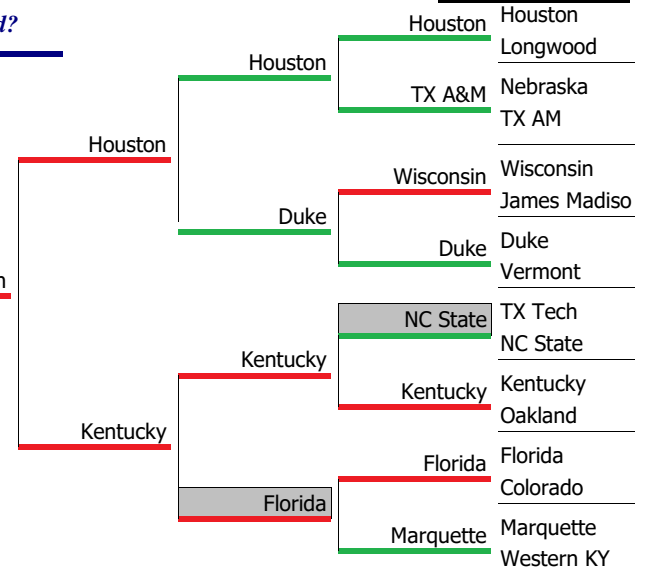 d?
Houston
Longwood
Nebraska
TX AM
Wisconsin
James Madiso
Duke
Vermont
TX Tech
NC State
Kentucky
Oakland
Florida
Colorado
Marquette
Western KY
Houston
TX A&M
Wisconsin
Duke
NC State
Kentucky
Florida
Marquette
Houston
Duke
Kentucky
Florida
Houston
Kentucky
n